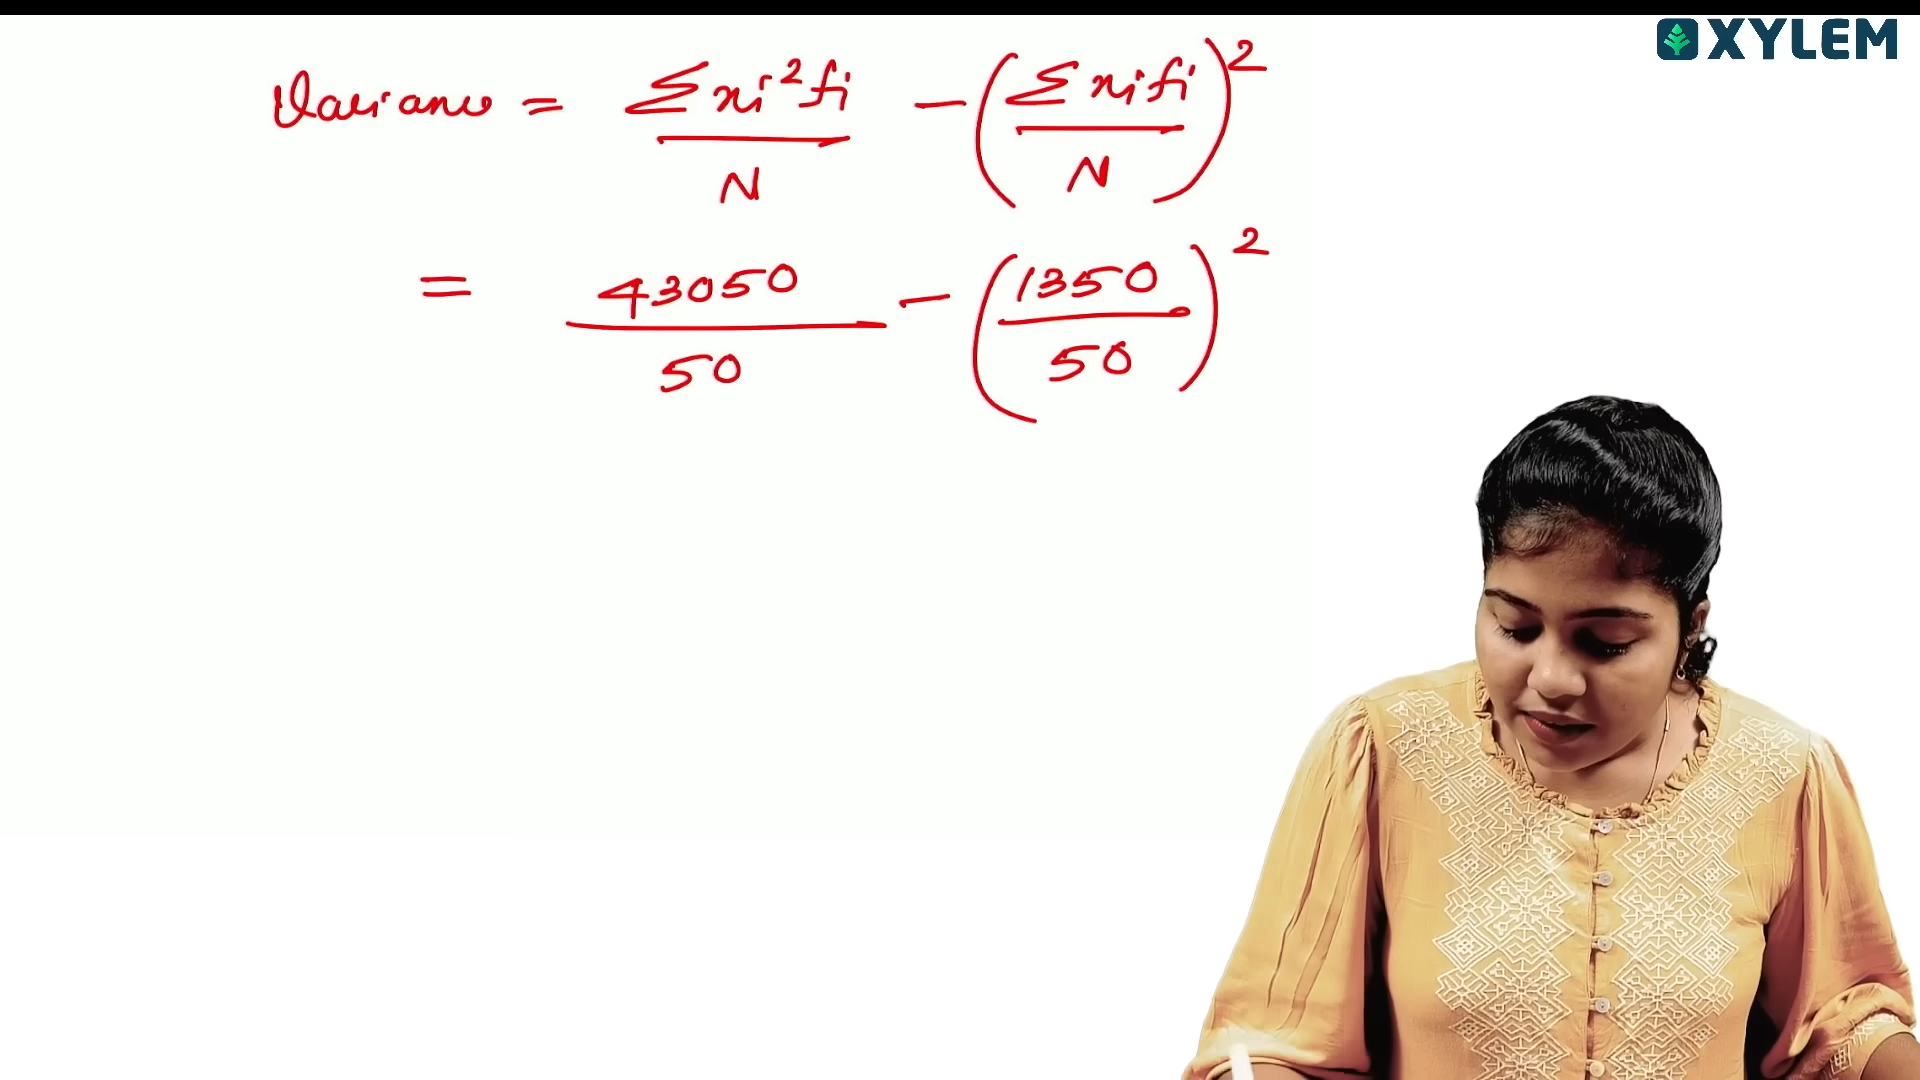 XYLEM
Variance = Σxi²fi / N − (Σxifi / N)²
= 43050 / 50 − (1350 / 50)²